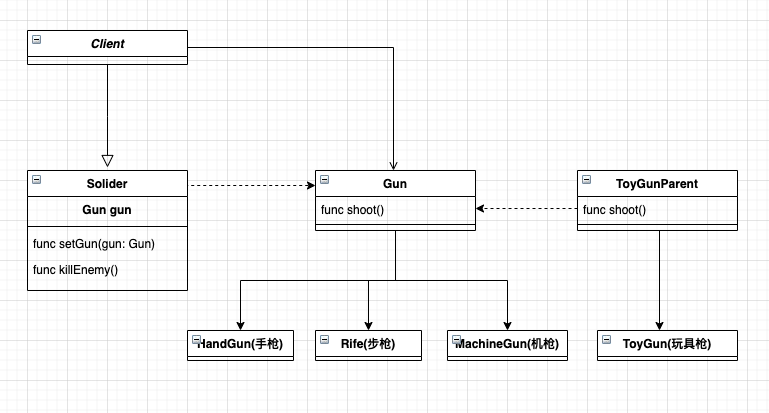 Client
Solider
Gun gun
func setGun(gun: Gun)
func killEnemy()
Gun
func shoot()
ToyGunParent
func shoot()
HandGun(手枪)
Rife(步枪)
MachineGun(机枪)
ToyGun(玩具枪)